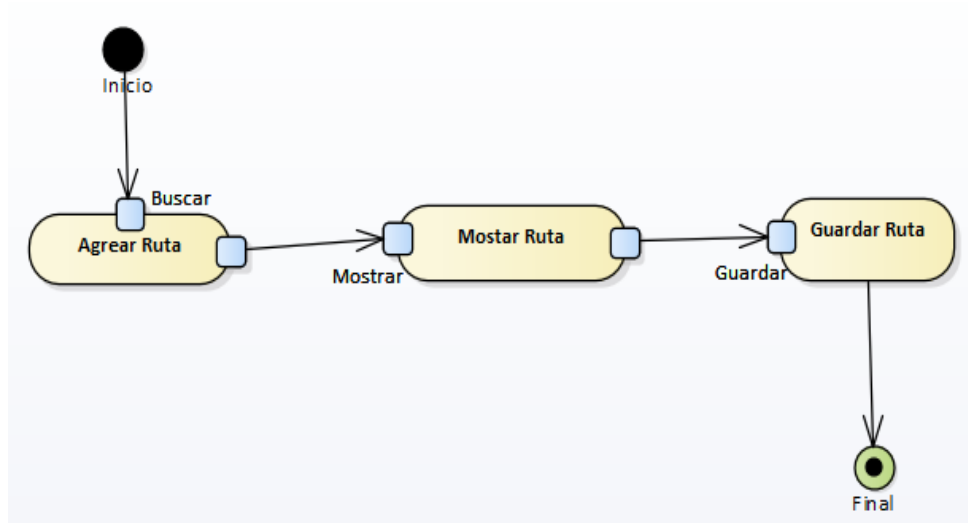 Inicio
Buscar
Agrear Ruta
Mostrar
Mostar Ruta
Guardar
Guardar Ruta
Final